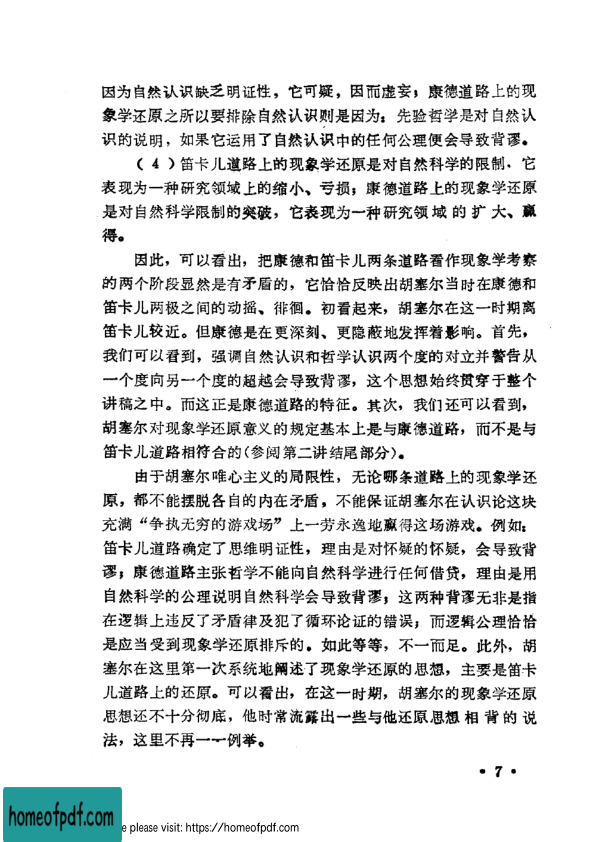 因为自然认识缺乏明证性，它可疑，因而虚妄；康德道路上的现
象学还原之所以要排除自然认识则是因为：先验哲学是对自然认
识的说明，如果它运用了自然认识中的任何公理便会导致背谬。
（4）笛卡儿道路上的现象学还原是对自然科学的限制，它
表现为一种研究领域上的缩小、亏损；康德道路上的现象学还原
是对自然科学限制的突破，它表现为一种研究领域的扩大、赢
得。
因此，可以看出，把康德和笛卡儿两条道路看作现象学考察
的两个阶段显然是有矛盾的，它恰恰反映出胡塞尔当时在康德和
笛卡儿两极之间的动摇、徘徊。初看起来，胡塞尔在这一时期离
笛卡儿较近。但康德是在更深刻、更隐蔽地发挥着影响。首先，
我们可以看到，强调自然认识和哲学认识两个度的对立并警告从
一个度向另一个度的超越会导致背谬，这个思想始终贯穿于整个
讲稿之中。而这正是康德道路的特征。其次，我们还可以看到，
胡塞尔对现象学还原意义的规定基本上是与康德道路，而不是与
笛卡儿道路相符合的(参阅第二讲结尾部分)。
由于胡塞尔唯心主义的局限性，无论哪条道路上的现象学还
原，都不能摆脱各自的内在矛盾，不能保证胡塞尔在认识论这块
充满“争执无穷的游戏场”上一劳永逸地赢得这场游戏。例如：
笛卡儿道路确定了思维明证性，理由是对怀疑的怀疑，会导致背
谬；康德道路主张哲学不能向自然科学进行任何借贷，理由是用
自然科学的公理说明自然科学会导致背谬；这两种背谬无非是指
在逻辑上违反了矛盾律及犯了循环论证的错误；而逻辑公理恰恰
是应当受到现象学还原排斥的。如此等等，不一而足。此外，胡
塞尔在这里第一次系统地阐述了现象学还原的思想，主要是笛卡
儿道路上的还原。可以看出，在这一时期，胡塞尔的现象学还原
思想还不十分彻底，他时常流露出一些与他还原思想相背的说
法，这里不再一一例举。
• 7 •
homeofpdf.com
e please visit: https://homeofpdf.com